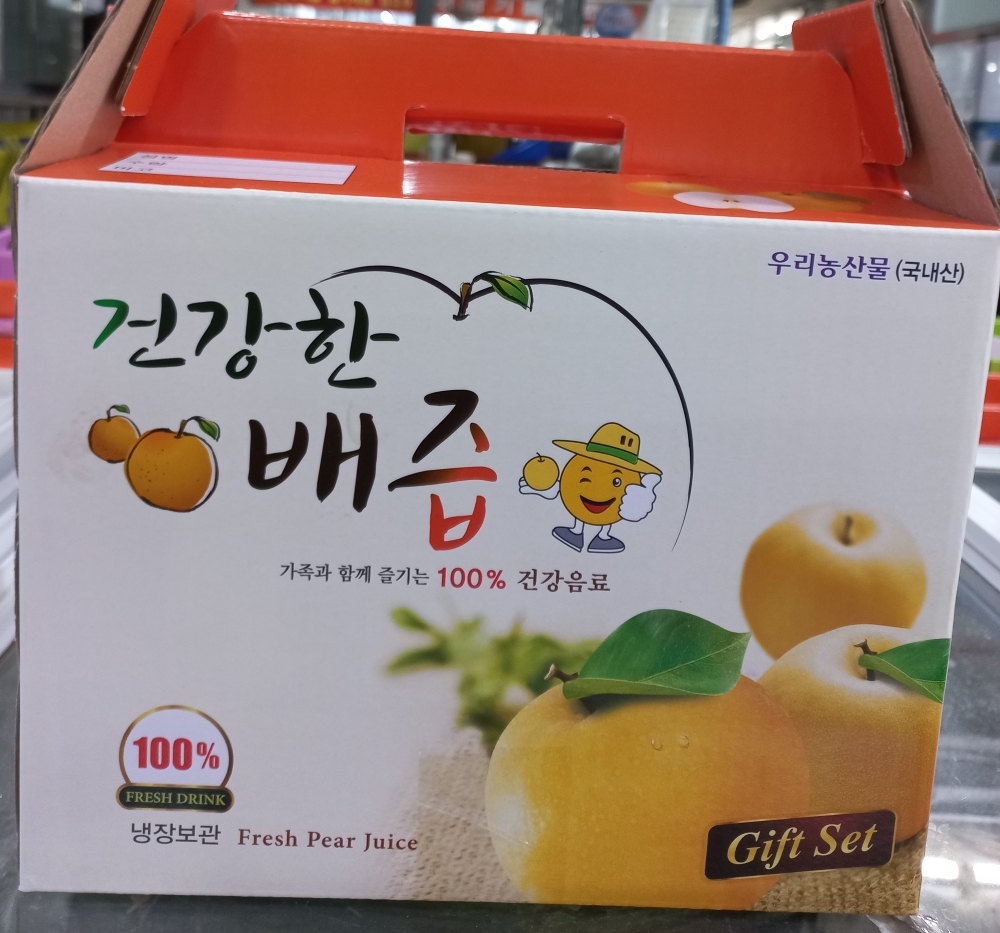 우리농산물 (국내산)
건강한
배즙
가족과 함께 즐기는 100% 건강음료
100%
FRESH DRINK
냉장보관 Fresh Pear Juice
Gift Set